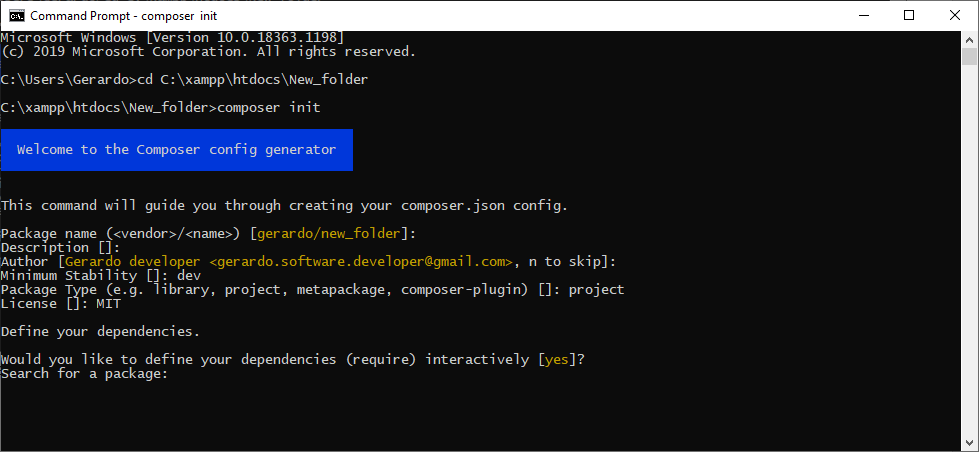 Command Prompt - composer init
Microsoft Windows [Version 10.0.18363.1198]
(c) 2019 Microsoft Corporation. All rights reserved.
C:\Users\Gerardo>cd C:\xampp\htdocs\New_folder
C:\xampp\htdocs\New_folder>composer init
Welcome to the Composer config generator
This command will guide you through creating your composer.json config.
Package name (<vendor>/<name>) [gerardo/new_folder]:
Description []:
Author [Gerardo developer <gerardo.software.developer@gmail.com>, n to skip]:
Minimum Stability []: dev
Package Type (e.g. library, project, metapackage, composer-plugin) []: project
License []: MIT
Define your dependencies.
Would you like to define your dependencies (require) interactively [yes]?
Search for a package: